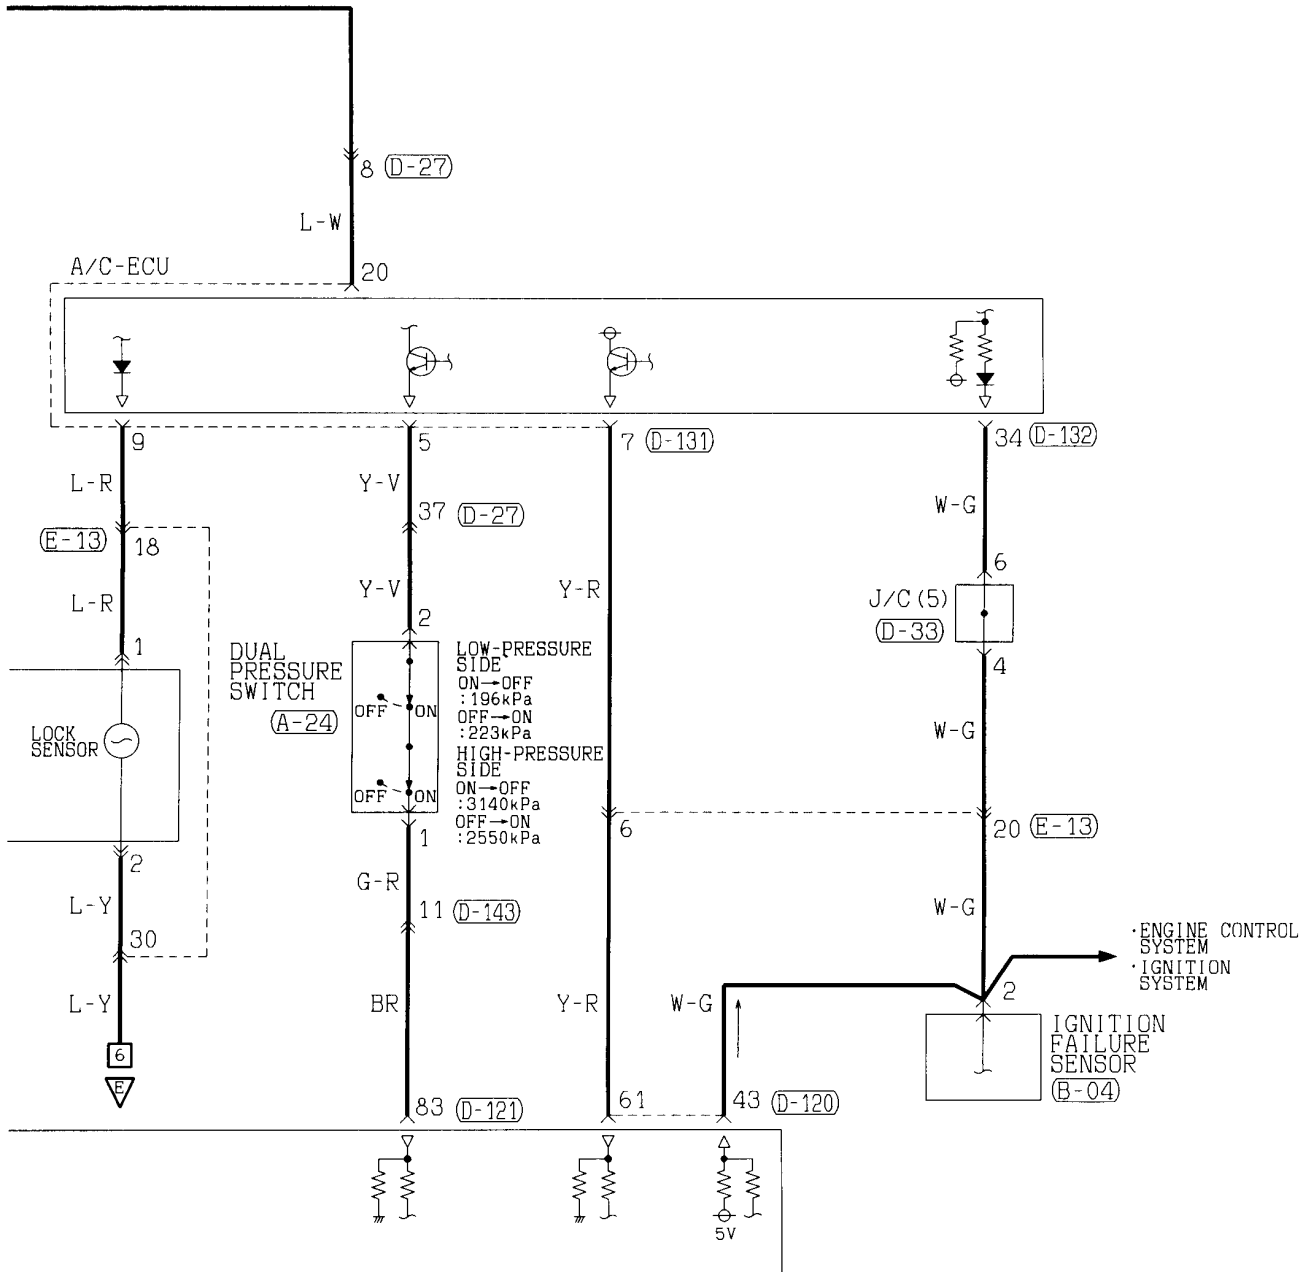 8 (D-27)
L-W
A/C-ECU
20
9
5
7 (D-131)
34 (D-132)
L-R
Y-V
W-G
37 (D-27)
(E-13)
18
6
L-R
Y-V
Y-R
J/C(5)
(D-33)
1
2
4
DUAL
PRESSURE
SWITCH
(A-24)
OFF
ON
OFF
ON
LOW-PRESSURE
SIDE
ON→OFF
:196kPa
OFF→ON
:223kPa
HIGH-PRESSURE
SIDE
ON→OFF
:3140kPa
OFF→ON
:2550kPa
LOCK
SENSOR
W-G
1
6
20 (E-13)
2
G-R
L-Y
W-G
11 (D-143)
30
·ENGINE CONTROL
SYSTEM
·IGNITION
SYSTEM
L-Y
BR
Y-R
W-G
2
IGNITION
FAILURE
SENSOR
(B-04)
6
E
83 (D-121)
61
43 (D-120)
5V